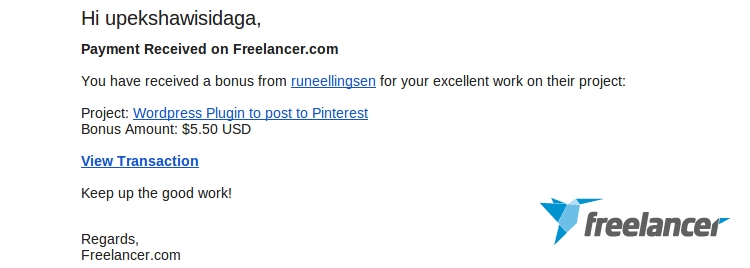 Hi upekshawisidaga,
Payment Received on Freelancer.com
You have received a bonus from runeellingsen for your excellent work on their project:
Project: Wordpress Plugin to post to Pinterest
Bonus Amount: $5.50 USD
View Transaction
Keep up the good work!
Regards,
Freelancer.com
freelancer